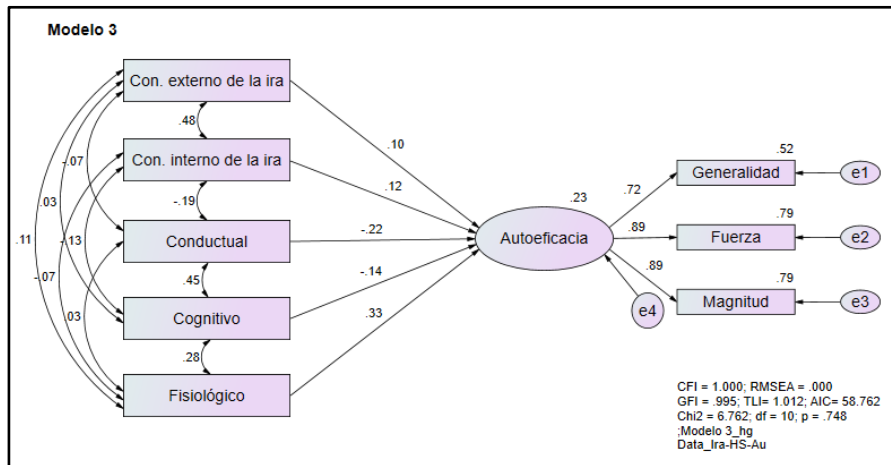 Modelo 3
Con. externo de la ira
.48
-.07
.10
.52
Con. interno de la ira
Generalidad
e1
.12
.72
-.19
.23
.03
.79
.11
-.13
Conductual
-.22
Autoeficacia
.89
Fuerza
e2
-.07
.45
-.14
.89
.79
.03
Cognitivo
.33
e4
Magnitud
e3
.28
Fisiológico
CFI = 1.000; RMSEA = .000
GFI = .995; TLI= 1.012; AIC= 58.762
Chi2 = 6.762; df = 10; p = .748
;Modelo 3_hg
Data_Ira-HS-Au